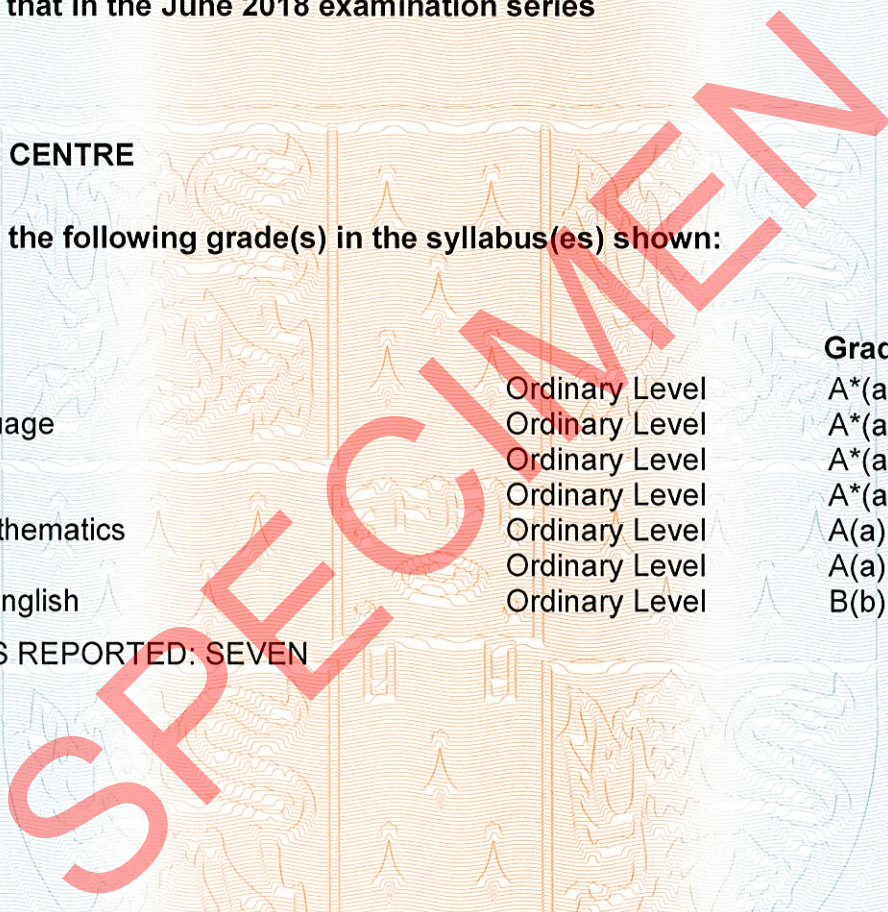 that in the June 2018 examination series
CENTRE
the following grade(s) in the syllabus(es) shown:
Grad
Ordinary Level A*(a
uage Ordinary Level A*(a
Ordinary Level A*(a
Ordinary Level A*(a
thematics Ordinary Level A(a)
Ordinary Level A(a)
nglish Ordinary Level B(b)
S REPORTED: SEVEN
SPECIMEN